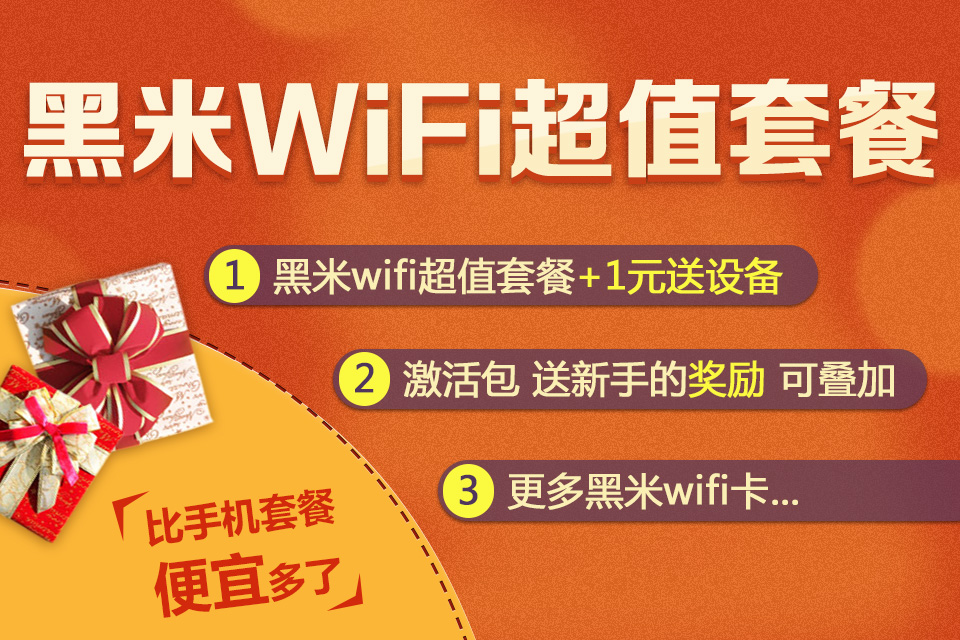 黑米WiFi超值套餐
1 黑米wifi超值套餐+1元送设备
2 激活包 送新手的奖励 可叠加
3 更多黑米wifi卡...
比手机套餐
便宜多了